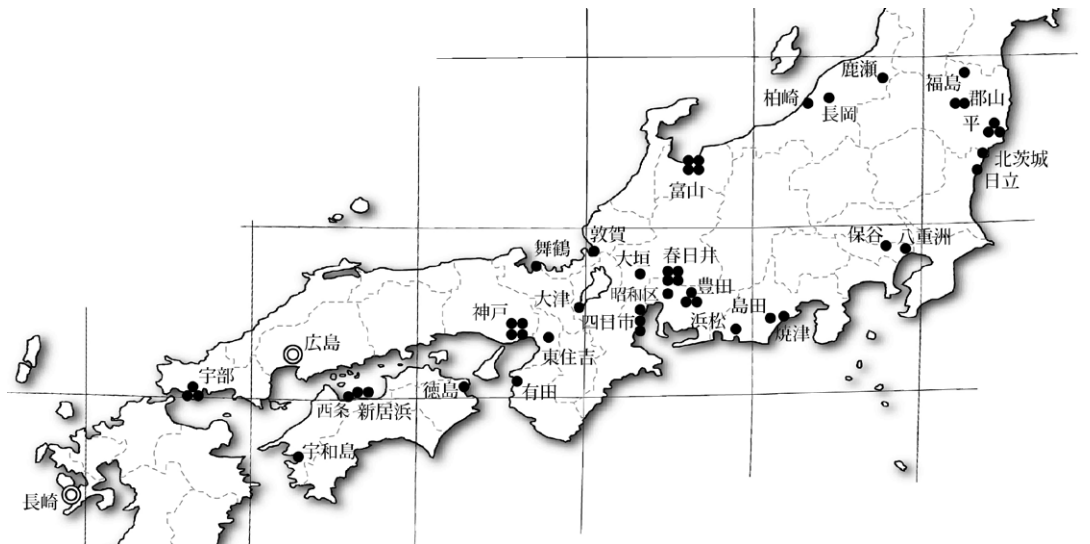 鹿瀬
福島
柏崎
長岡
郡山
平
北茨城
日立
富山
保谷
八重洲
敦賀
舞鶴
大垣
春日井
大津
昭和区
豊田
神戸
四日市
浜松
島田
焼津
広島
東住吉
宇部
徳島
有田
西条
新居浜
宇和島
長崎